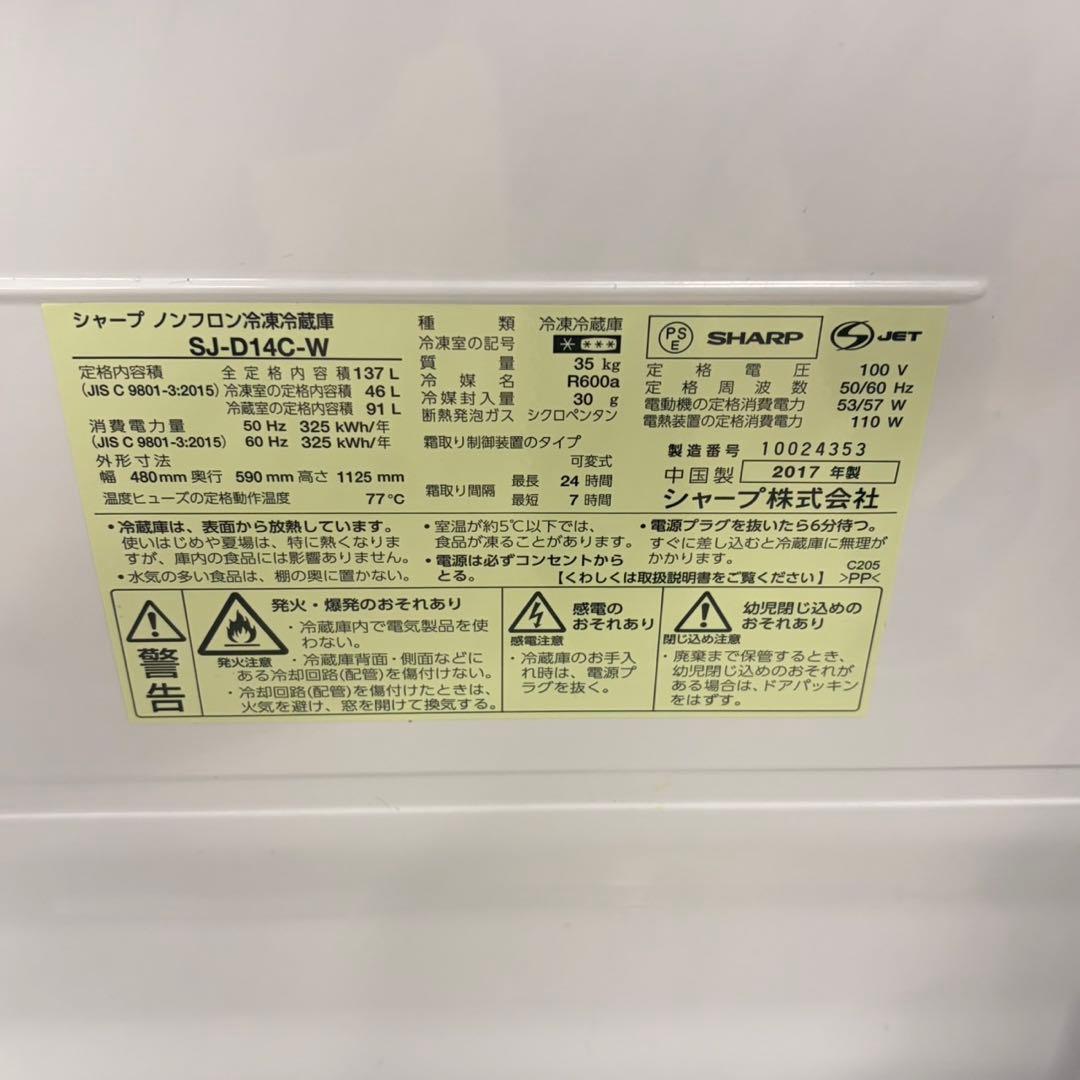 シャープ ノンフロン冷凍冷蔵庫
SJ-D14C-W
定格内容積 全定格内容積 137 L
(JIS C 9801-3:2015) 冷凍室の定格内容積 46 L
冷蔵室の定格内容積 91 L
消費電力量 50 Hz 325 kWh/年
(JIS C 9801-3:2015) 60 Hz 325 kWh/年
外形寸法
幅 480mm 奥行 590mm 高さ 1125mm
温度ヒューズの定格動作温度 77℃
種類 冷凍冷蔵庫
冷凍室の記号 ****
質量 35 kg
冷媒名 R600a
冷媒封入量 30 g
断熱発泡ガス シクロペンタン
霜取り制御装置のタイプ
可変式
霜取り間隔 最長 24 時間
最短 7 時間
PSE SHARP S JET
定格電圧 100 V
定格周波数 50/60 Hz
電動機の定格消費電力 53/57 W
電熱装置の定格消費電力 110 W
製造番号 10024353
中国製 2017 年製
シャープ株式会社
・冷蔵庫は、表面から放熱しています。
使いはじめや夏場は、特に熱くなりま
すが、庫内の食品には影響ありません。
・水気の多い食品は、棚の奥に置かない。
・室温が約5℃以下では、
食品が凍ることがあります。
・電源は必ずコンセントから
とる。
・電源プラグを抜いたら6分待つ。
すぐに差し込むと冷蔵庫に無理が
かかります。
【くわしくは取扱説明書をご覧ください】
C205
>PP<
警告
発火・爆発のおそれあり
発火注意
・冷蔵庫内で電気製品を使
わない。
・冷蔵庫背面・側面などに
ある冷却回路(配管)を傷付けない。
・冷却回路(配管)を傷付けたときは、
火気を避け、窓を開けて換気する。
感電の
おそれあり
感電注意
・冷蔵庫のお手入
れ時は、電源プ
ラグを抜く。
幼児閉じ込めの
おそれあり
閉じ込め注意
・廃棄まで保管するとき、
幼児閉じ込めのおそれが
ある場合は、ドアパッキン
をはずす。